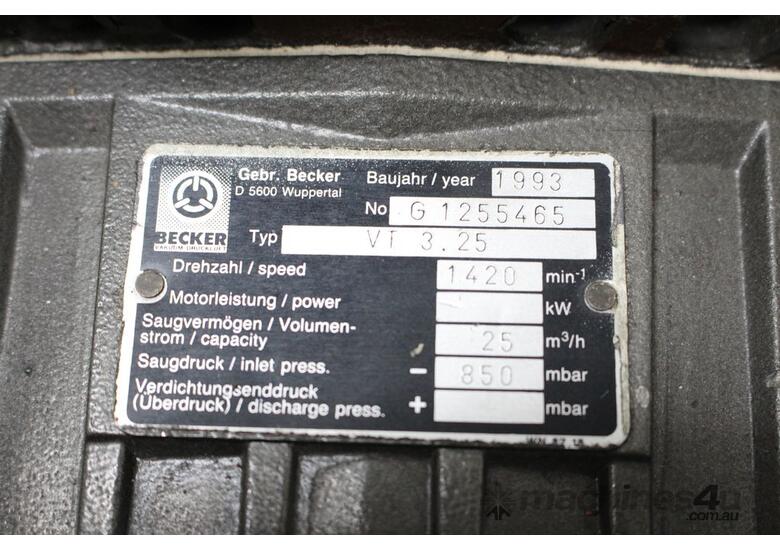 Gebr. Becker Baujahr / year 1993
D 5600 Wuppertal
No G 1255465
BECKER
VAKUUM-DRUCKLUFT
Typ VT 3.25
Drehzahl / speed 1420 min-1
Motorleistung / power kW
Saugvermögen / Volumen-
strom / capacity 25 m³/h
Saugdruck / inlet press. − 850 mbar
Verdichtungsenddruck
(Überdruck) / discharge press. + mbar
machines4u
.com.au